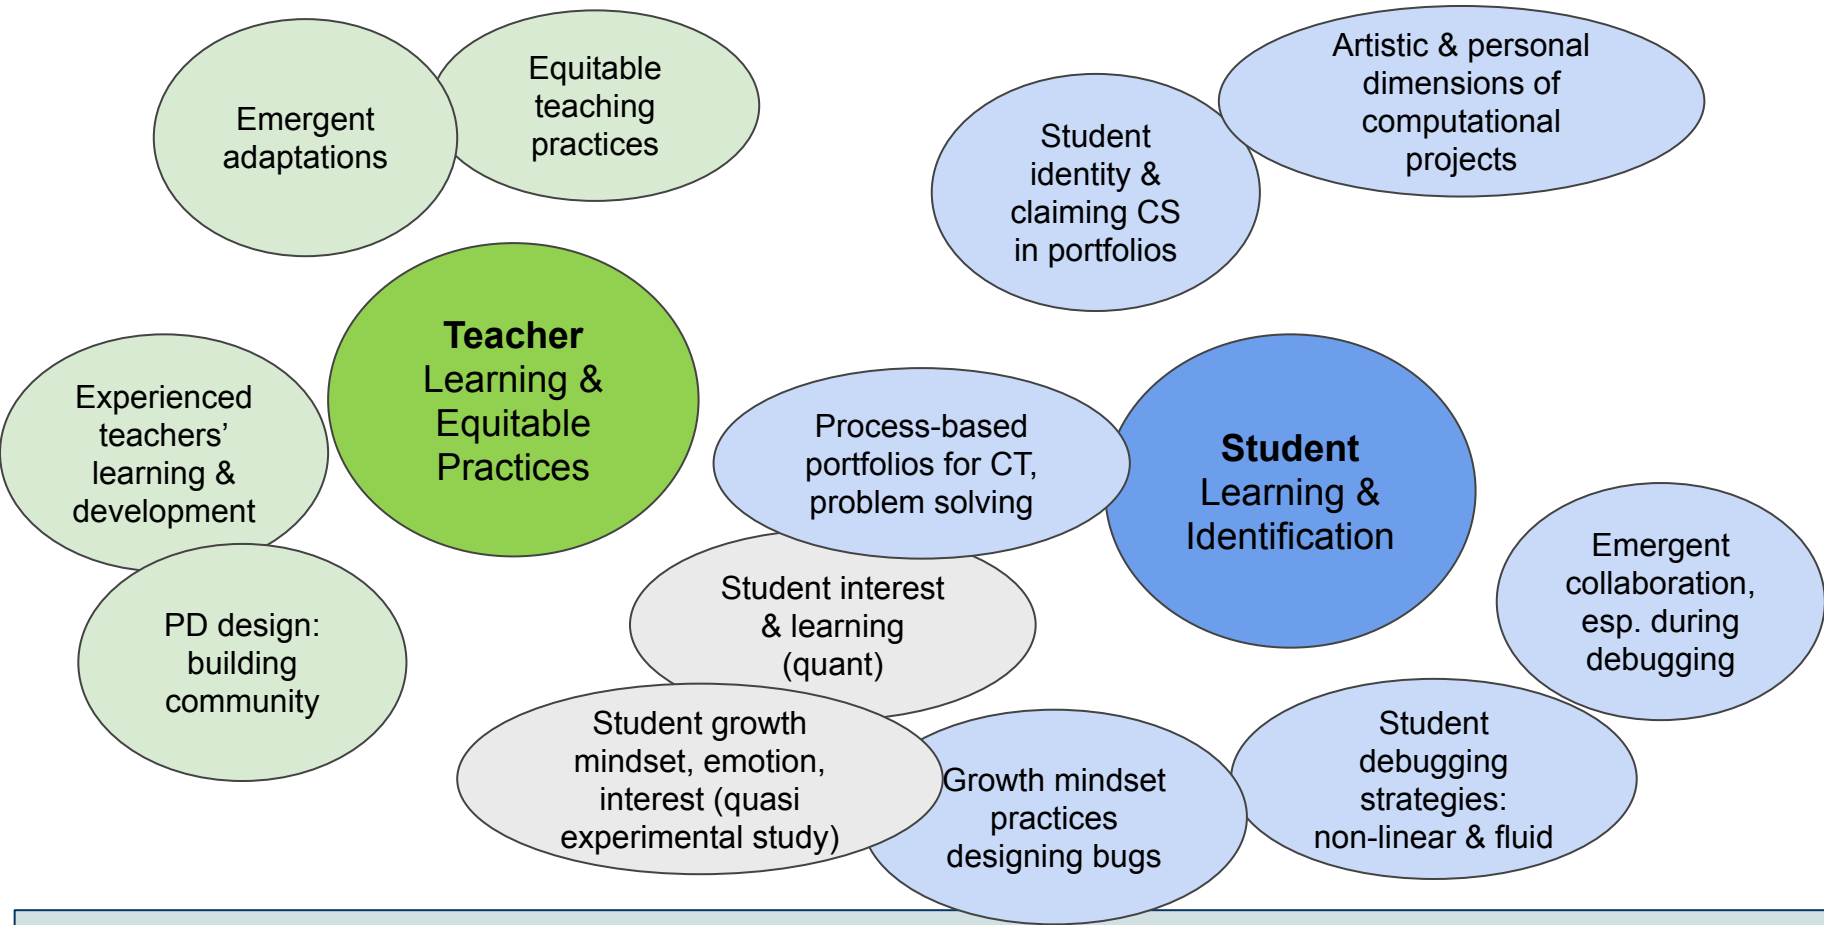 Emergent
adaptations
Equitable
teaching
practices
Student
identity &
claiming CS
in portfolios
Artistic & personal
dimensions of
computational
projects
Teacher
Learning &
Equitable
Practices
Experienced
teachers’
learning &
development
PD design:
building
community
Process-based
portfolios for CT,
problem solving
Student
Learning &
Identification
Student interest
& learning
(quant)
Emergent
collaboration,
esp. during
debugging
Student growth
mindset, emotion,
interest (quasi
experimental study)
Growth mindset
practices
designing bugs
Student
debugging
strategies:
non-linear & fluid